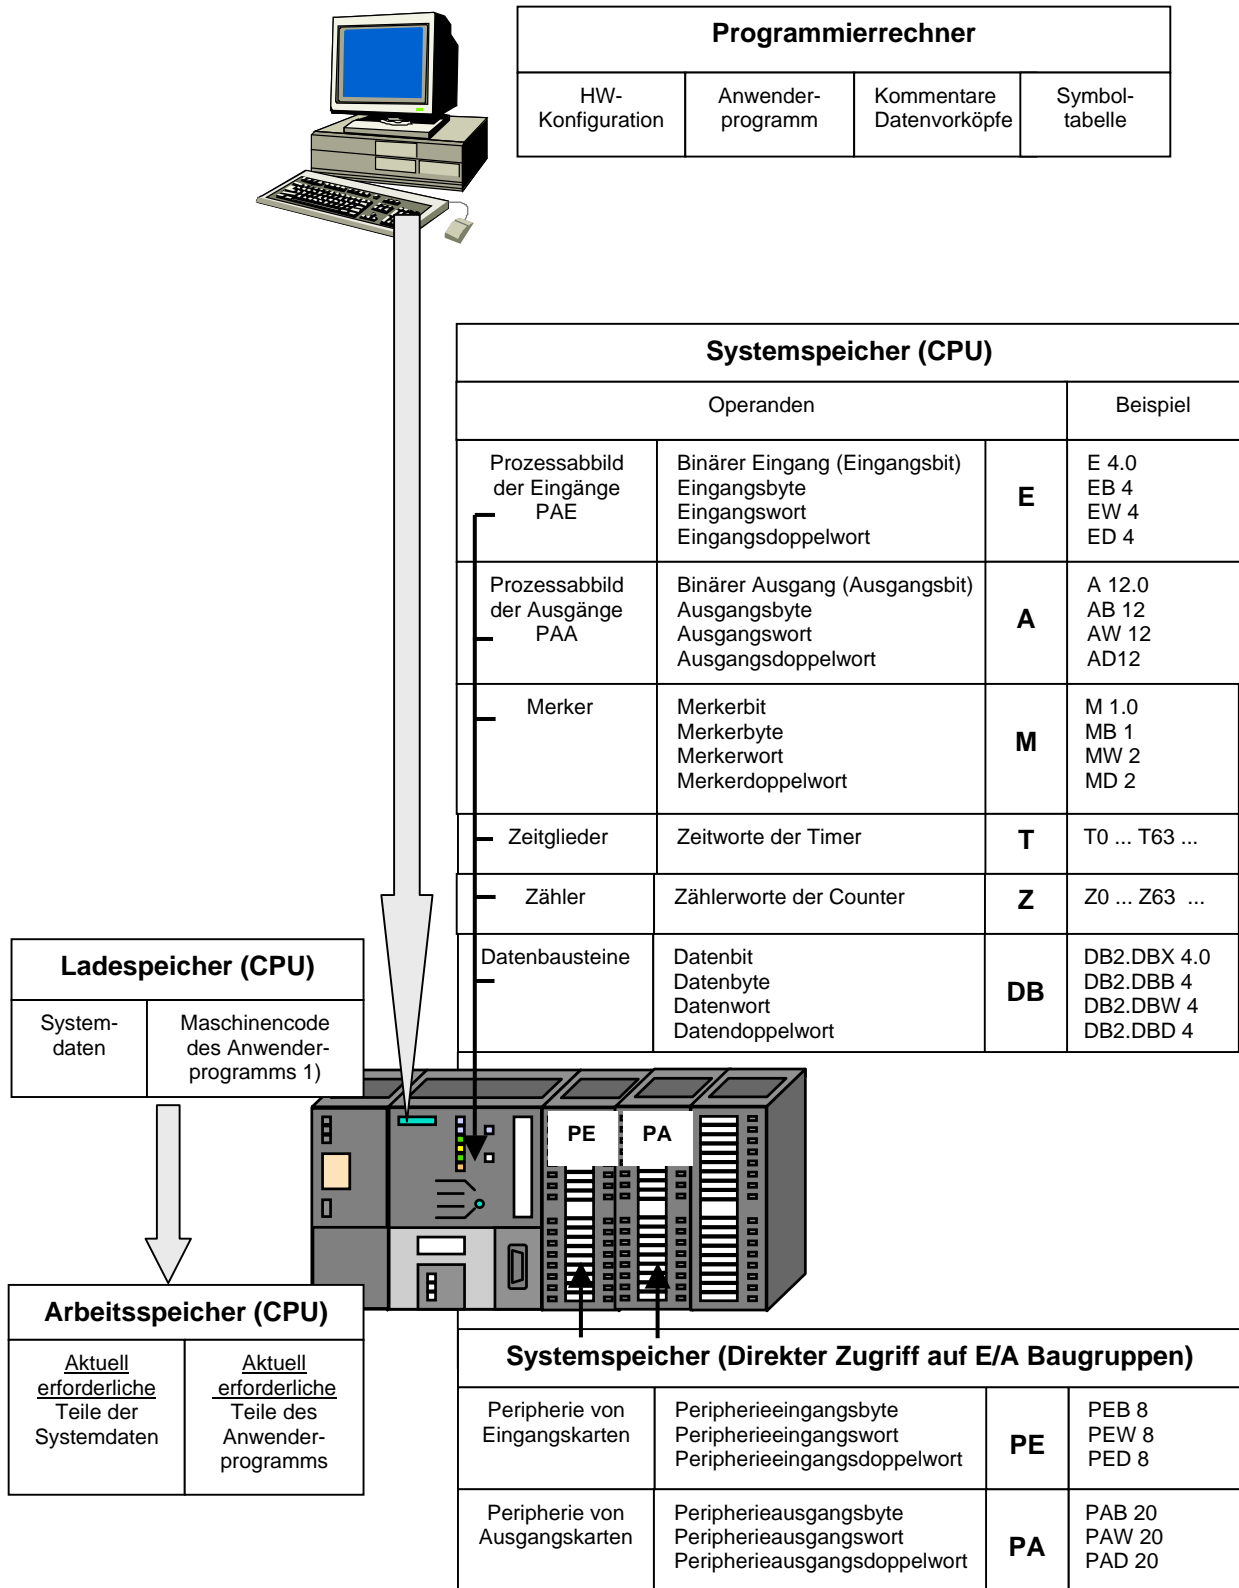 Programmierrechner
HW-
Konfiguration
Anwender-
programm
Kommentare
Datenvorköpfe
Symbol-
tabelle
Systemspeicher (CPU)
Operanden
Beispiel
Prozessabbild
der Eingänge
PAE
Binärer Eingang (Eingangsbit)
Eingangsbyte
Eingangswort
Eingangsdoppelwort
E
E 4.0
EB 4
EW 4
ED 4
Prozessabbild
der Ausgänge
PAA
Binärer Ausgang (Ausgangsbit)
Ausgangsbyte
Ausgangswort
Ausgangsdoppelwort
A
A 12.0
AB 12
AW 12
AD12
Merker
Merkerbit
Merkerbyte
Merkerwort
Merkerdoppelwort
M
M 1.0
MB 1
MW 2
MD 2
Zeitglieder
Zeitworte der Timer
T
T0 ... T63 ...
Zähler
Zählerworte der Counter
Z
Z0 ... Z63 ...
Datenbausteine
Datenbit
Datenbyte
Datenwort
Datendoppelwort
DB
DB2.DBX 4.0
DB2.DBB 4
DB2.DBW 4
DB2.DBD 4
Ladespeicher (CPU)
System-
daten
Maschinencode
des Anwender-
programms 1)
PE
PA
Arbeitsspeicher (CPU)
Aktuell
erforderliche
Teile der
Systemdaten
Aktuell
erforderliche
Teile des
Anwender-
programms
Systemspeicher (Direkter Zugriff auf E/A Baugruppen)
Peripherie von
Eingangskarten
Peripherieeingangsbyte
Peripherieeingangswort
Peripherieeingangsdoppelwort
PE
PEB 8
PEW 8
PED 8
Peripherie von
Ausgangskarten
Peripherieausgangsbyte
Peripherieausgangswort
Peripherieausgangsdoppelwort
PA
PAB 20
PAW 20
PAD 20